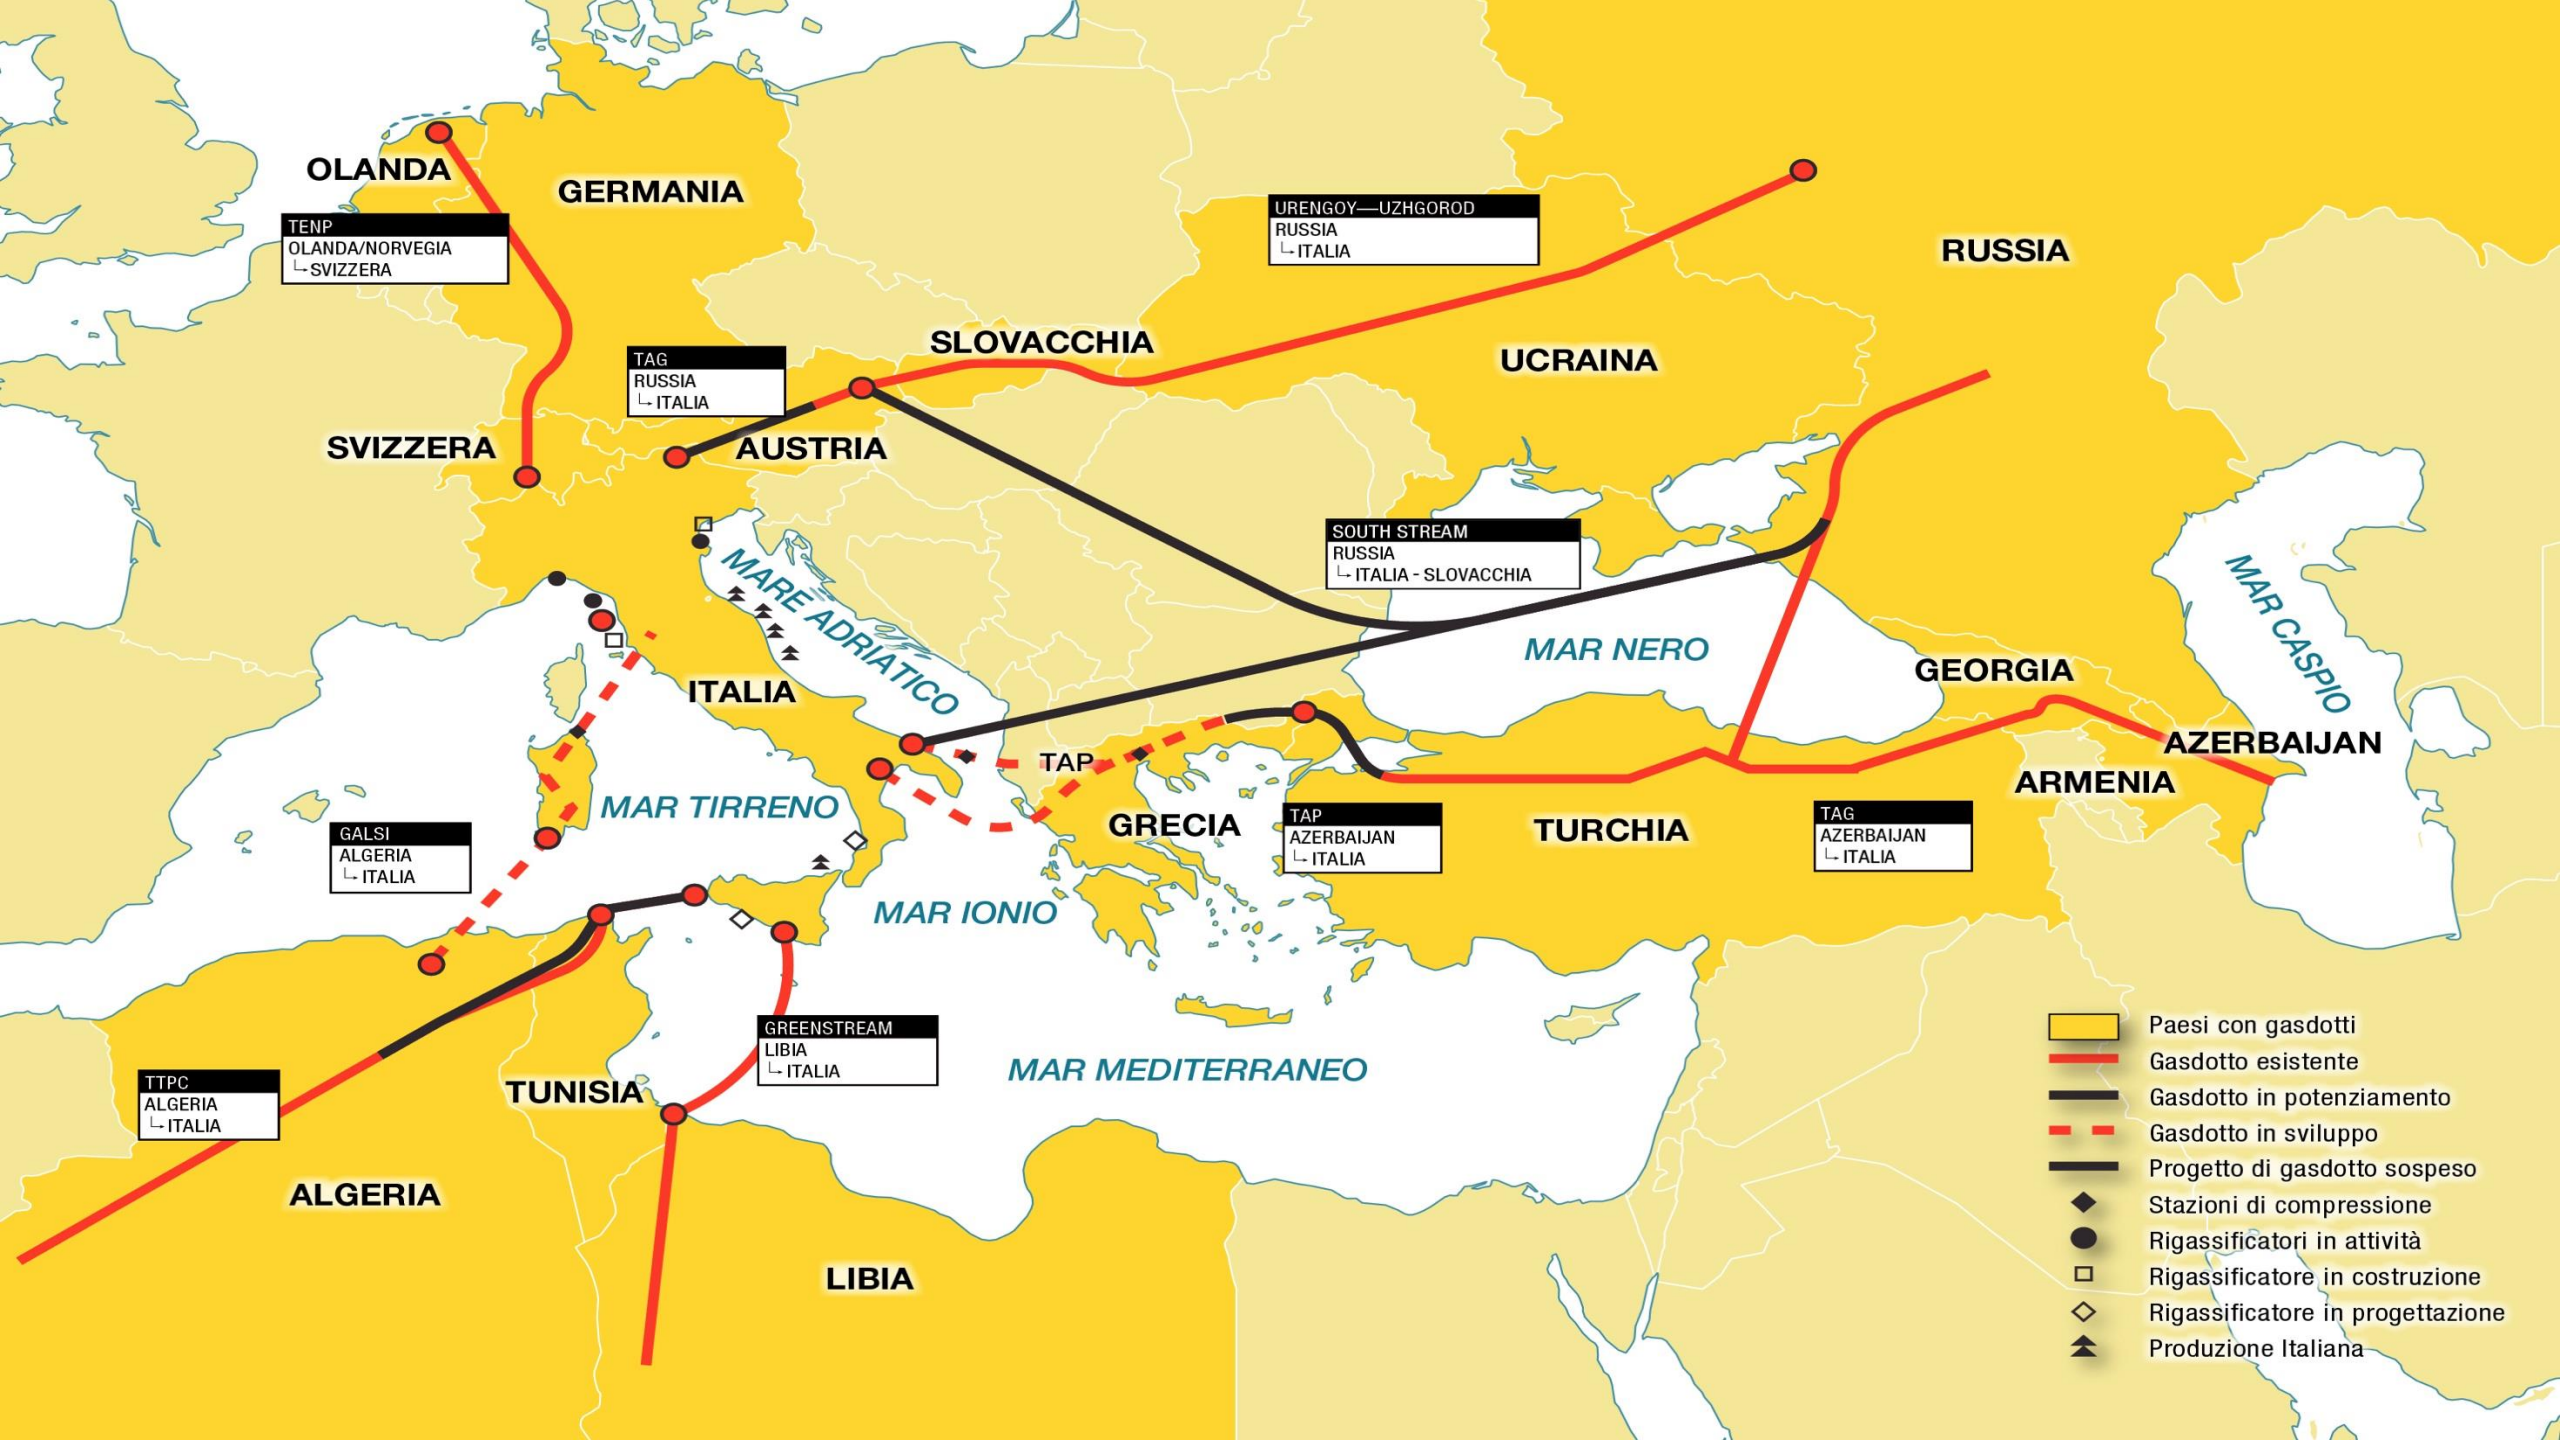 OLANDA
GERMANIA
TENP
OLANDA/NORVEGIA
↳SVIZZERA
URENGOY—UZHGOROD
RUSSIA
↳ITALIA
RUSSIA
SLOVACCHIA
UCRAINA
TAG
RUSSIA
↳ITALIA
SVIZZERA
AUSTRIA
SOUTH STREAM
RUSSIA
↳ITALIA - SLOVACCHIA
MARE ADRIATICO
MAR NERO
MAR CASPIO
GEORGIA
ITALIA
AZERBAIJAN
TAP
ARMENIA
MAR TIRRENO
GRECIA
TAP
AZERBAIJAN
↳ITALIA
TURCHIA
TAG
AZERBAIJAN
↳ITALIA
GALSI
ALGERIA
↳ITALIA
MAR IONIO
GREENSTREAM
LIBIA
↳ITALIA
MAR MEDITERRANEO
TTPC
ALGERIA
↳ITALIA
TUNISIA
ALGERIA
LIBIA
Paesi con gasdotti
Gasdotto esistente
Gasdotto in potenziamento
Gasdotto in sviluppo
Progetto di gasdotto sospeso
Stazioni di compressione
Rigassificatori in attività
Rigassificatore in costruzione
Rigassificatore in progettazione
Produzione Italiana